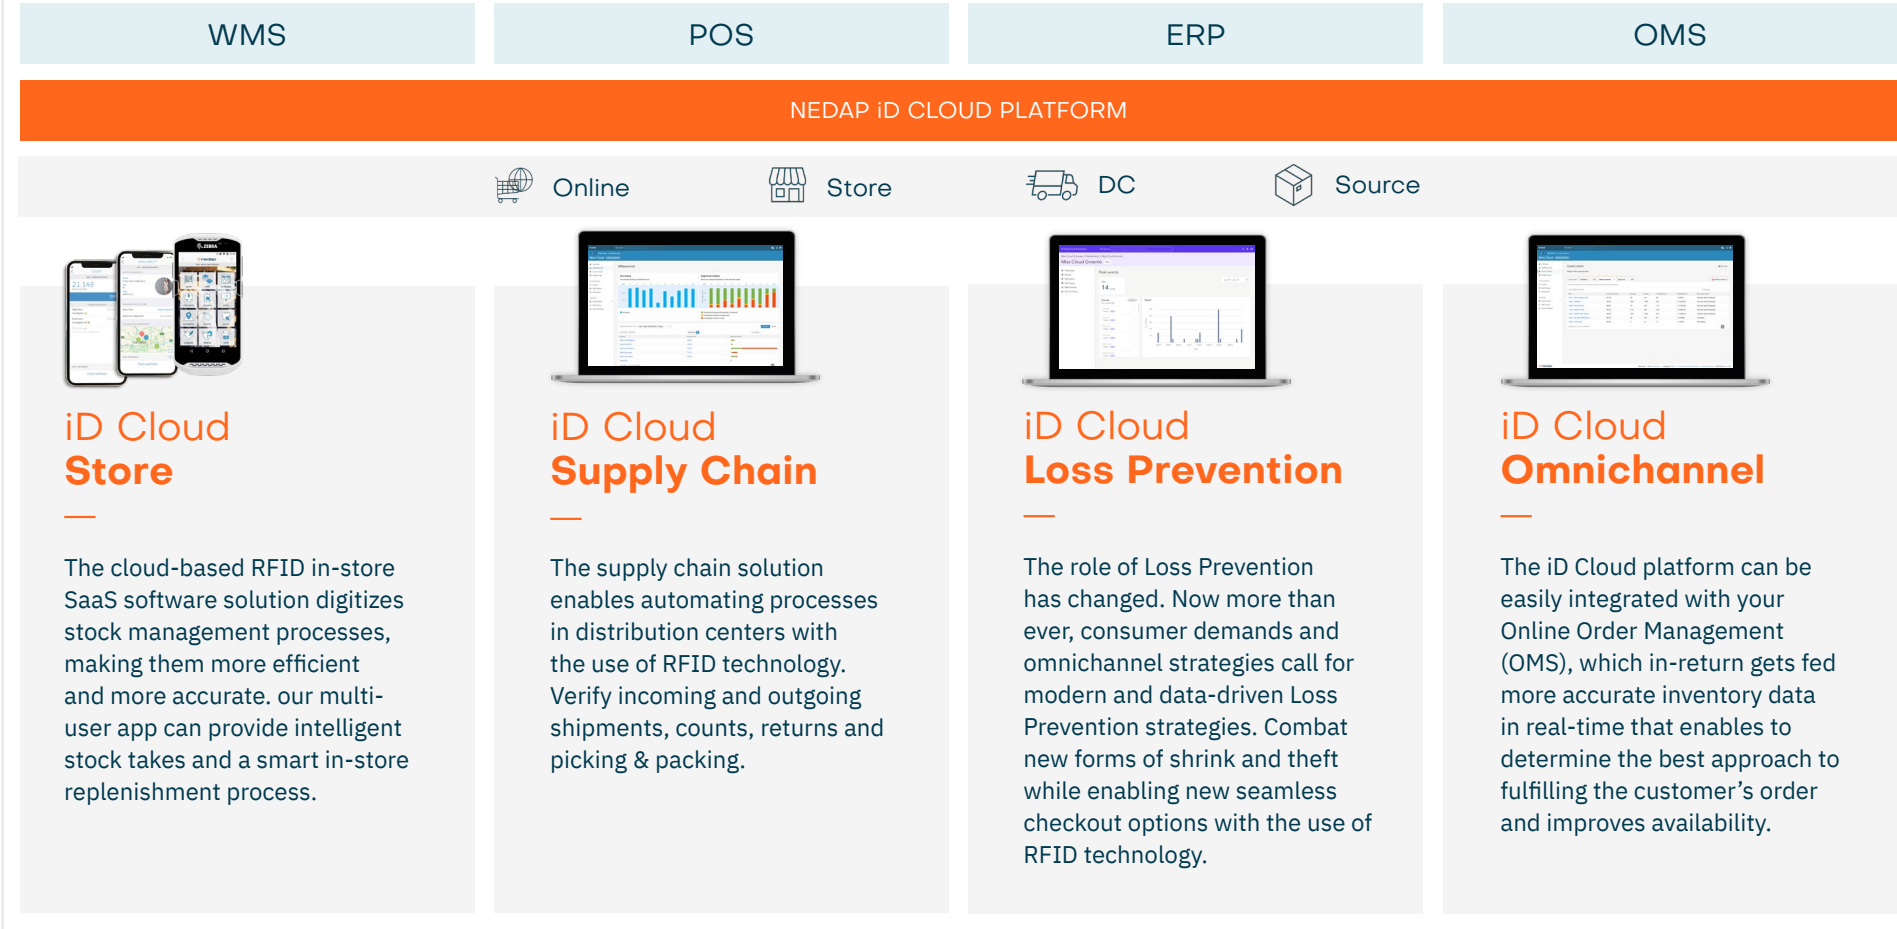 WMS
POS
ERP
OMS
NEDAP iD CLOUD PLATFORM
Online
Store
DC
Source
ZEBRA
21 143
14
iD Cloud
Store
The cloud-based RFID in-store
SaaS software solution digitizes
stock management processes,
making them more efficient
and more accurate. our multi-
user app can provide intelligent
stock takes and a smart in-store
replenishment process.
iD Cloud
Supply Chain
The supply chain solution
enables automating processes
in distribution centers with
the use of RFID technology.
Verify incoming and outgoing
shipments, counts, returns and
picking & packing.
iD Cloud
Loss Prevention
The role of Loss Prevention
has changed. Now more than
ever, consumer demands and
omnichannel strategies call for
modern and data-driven Loss
Prevention strategies. Combat
new forms of shrink and theft
while enabling new seamless
checkout options with the use of
RFID technology.
iD Cloud
Omnichannel
The iD Cloud platform can be
easily integrated with your
Online Order Management
(OMS), which in-return gets fed
more accurate inventory data
in real-time that enables to
determine the best approach to
fulfilling the customer’s order
and improves availability.